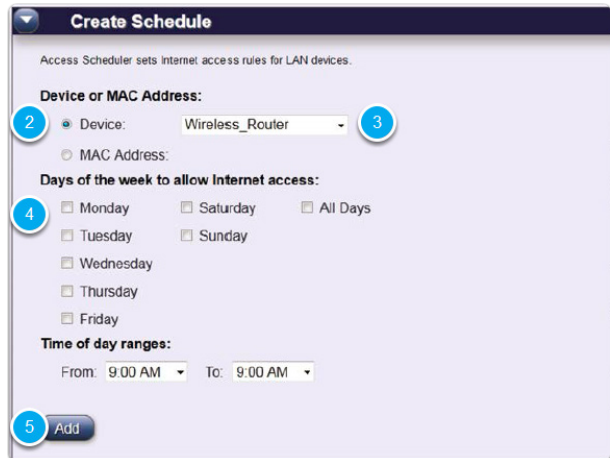 Create Schedule
Access Scheduler sets Internet access rules for LAN devices.
Device or MAC Address:
2 Device: Wireless_Router 3
MAC Address:
Days of the week to allow Internet access:
4 Monday Saturday All Days
Tuesday Sunday
Wednesday
Thursday
Friday
Time of day ranges:
From: 9:00 AM To: 9:00 AM
5 Add